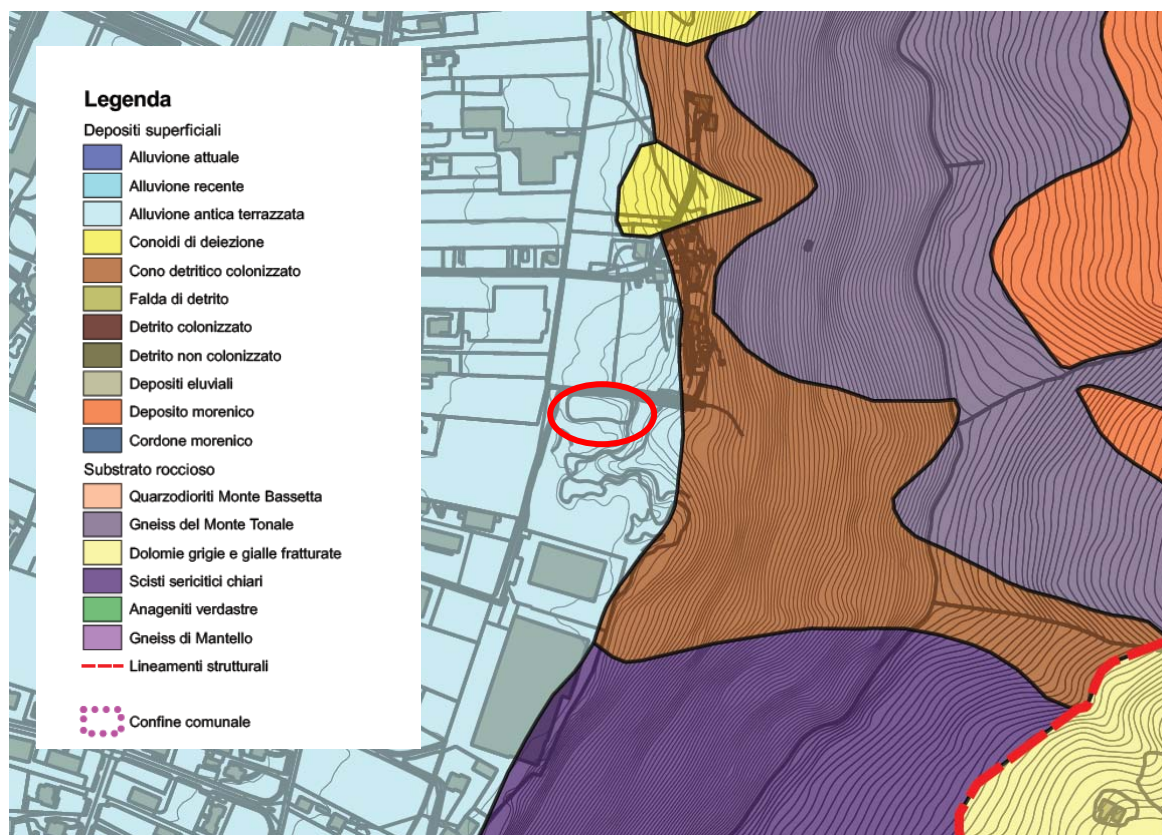 Legenda
Depositi superficiali
Alluvione attuale
Alluvione recente
Alluvione antica terrazzata
Conoidi di deiezione
Cono detritico colonizzato
Falda di detrito
Detrito colonizzato
Detrito non colonizzato
Depositi eluviali
Deposito morenico
Cordone morenico
Substrato roccioso
Quarzodioriti Monte Bassetta
Gneiss del Monte Tonale
Dolomie grigie e gialle fratturate
Scisti sericitici chiari
Anageniti verdastre
Gneiss di Mantello
Lineamenti strutturali
Confine comunale